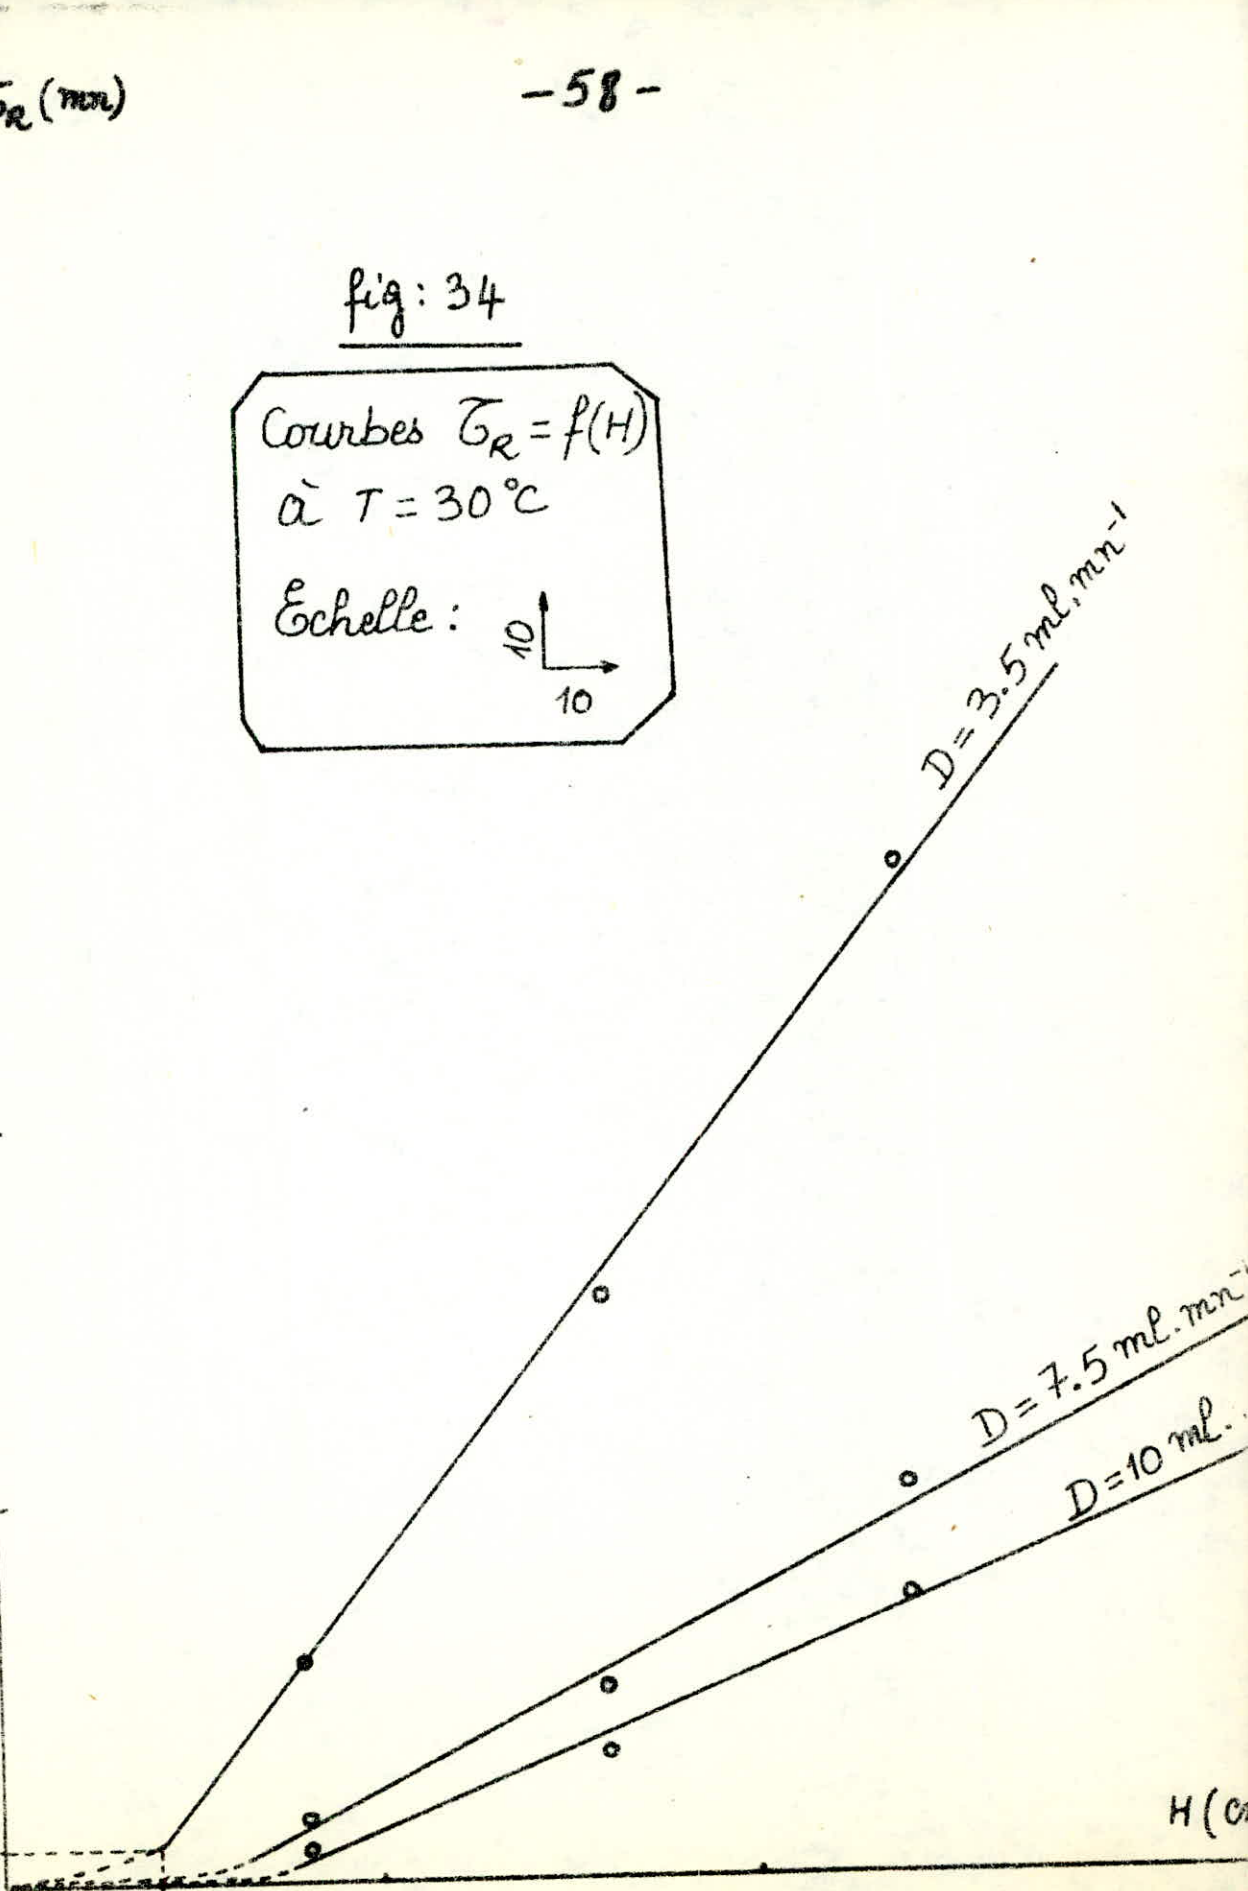 τR (mn)
-58-
fig: 34
Courbes τR = f(H)
à T = 30°C
Echelle:
10
10
D = 3.5 ml. mn⁻¹
D = 7.5 ml. mn⁻¹
D = 10 ml.
H (c